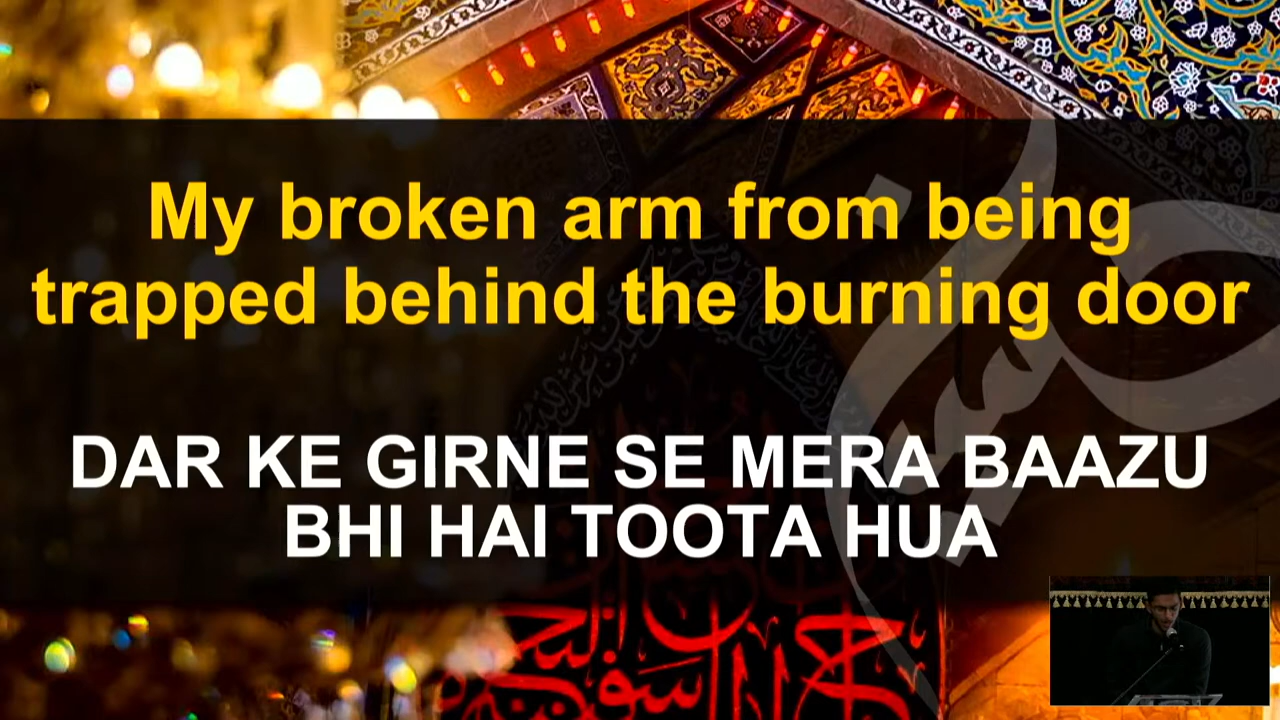 My broken arm from being
trapped behind the burning door
DAR KE GIRNE SE MERA BAAZU
BHI HAI TOOTA HUA